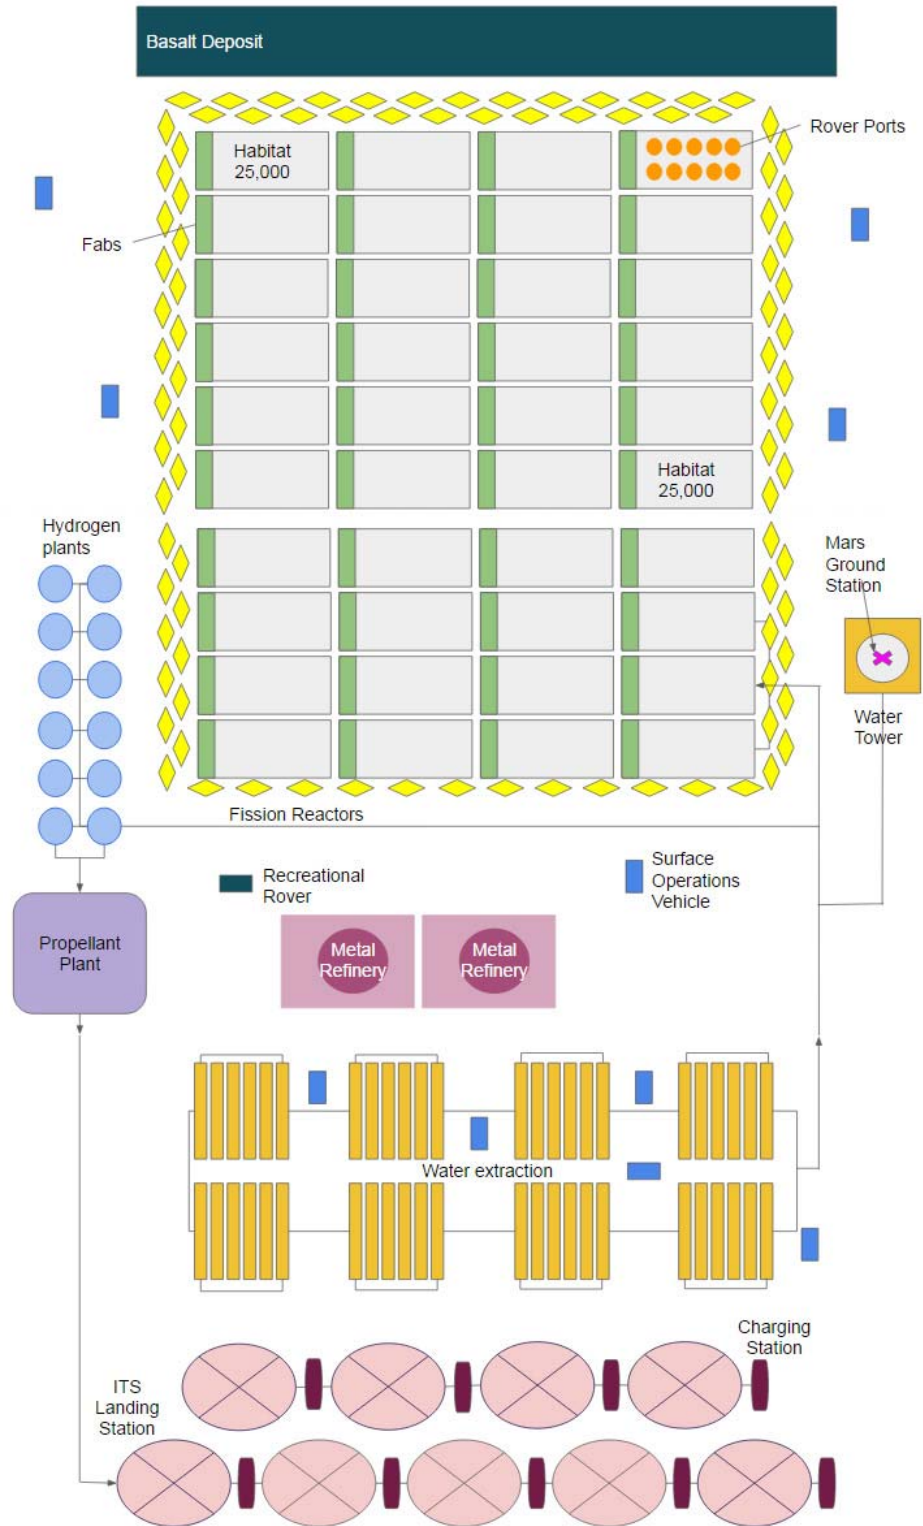 Basalt Deposit
Rover Ports
Habitat
25,000
Fabs
Habitat
25,000
Hydrogen
plants
Mars
Ground
Station
Water
Tower
Fission Reactors
Recreational
Rover
Surface
Operations
Vehicle
Propellant
Plant
Metal
Refinery
Metal
Refinery
Water extraction
Charging
Station
ITS
Landing
Station